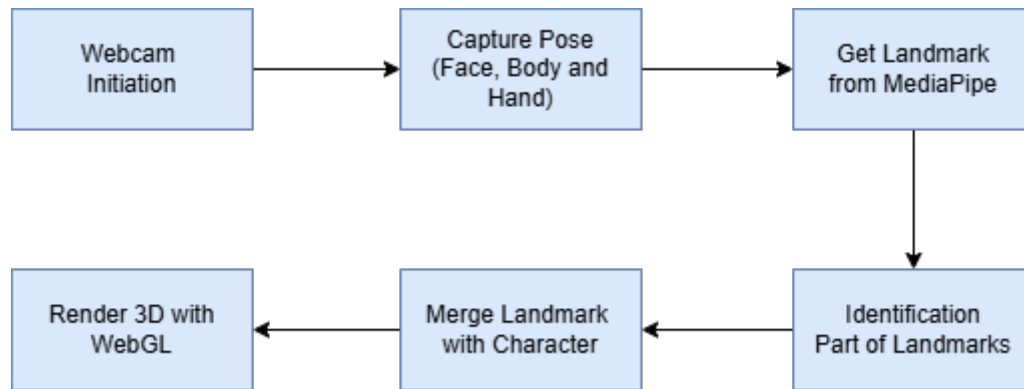 Webcam
Initiation
Capture Pose
(Face, Body and
Hand)
Get Landmark
from MediaPipe
Identification
Part of Landmarks
Merge Landmark
with Character
Render 3D with
WebGL